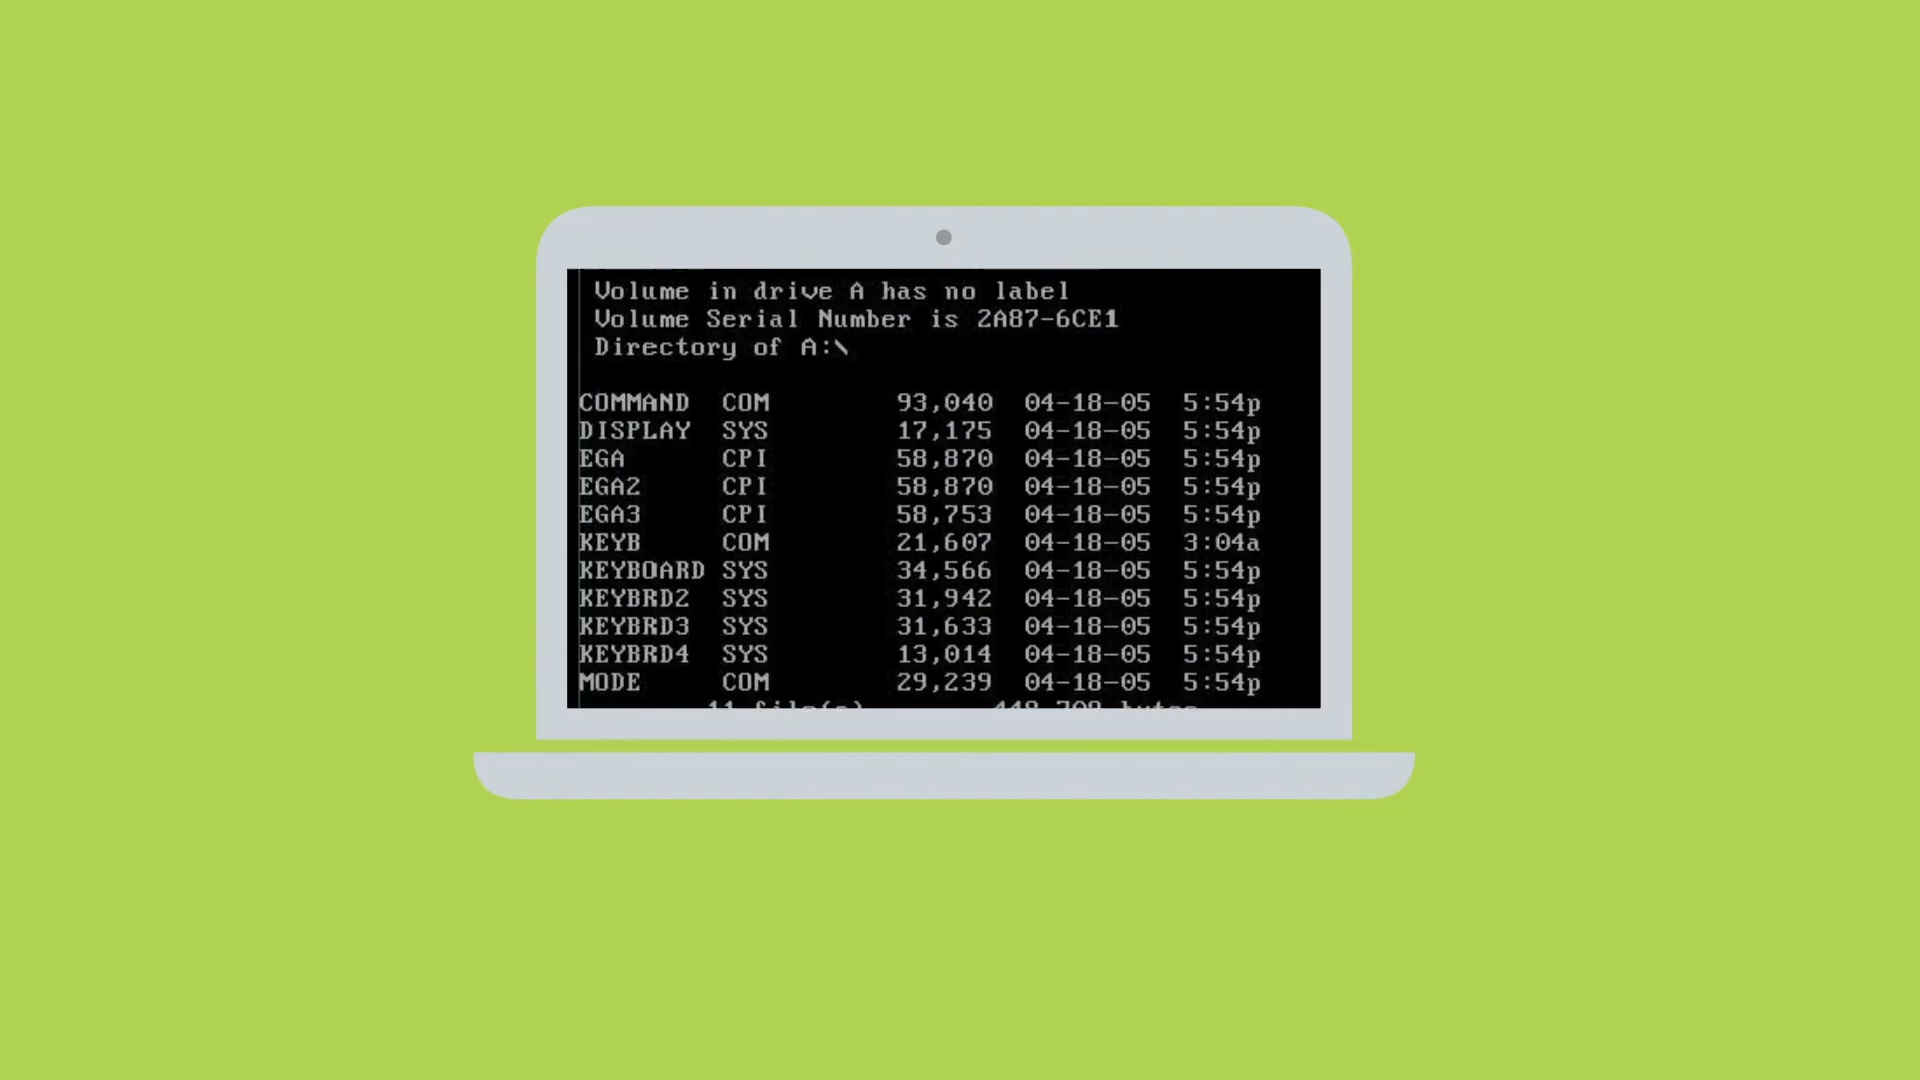 Volume in drive A has no label
Volume Serial Number is 2A87-6CE1
Directory of A:\
COMMAND COM 93,040 04-18-05 5:54p
DISPLAY SYS 17,175 04-18-05 5:54p
EGA CPI 58,870 04-18-05 5:54p
EGA2 CPI 58,870 04-18-05 5:54p
EGA3 CPI 58,753 04-18-05 5:54p
KEYB COM 21,607 04-18-05 3:04a
KEYBOARD SYS 34,566 04-18-05 5:54p
KEYBRD2 SYS 31,942 04-18-05 5:54p
KEYBRD3 SYS 31,633 04-18-05 5:54p
KEYBRD4 SYS 13,014 04-18-05 5:54p
MODE COM 29,239 04-18-05 5:54p
11 file(s) 448,709 bytes